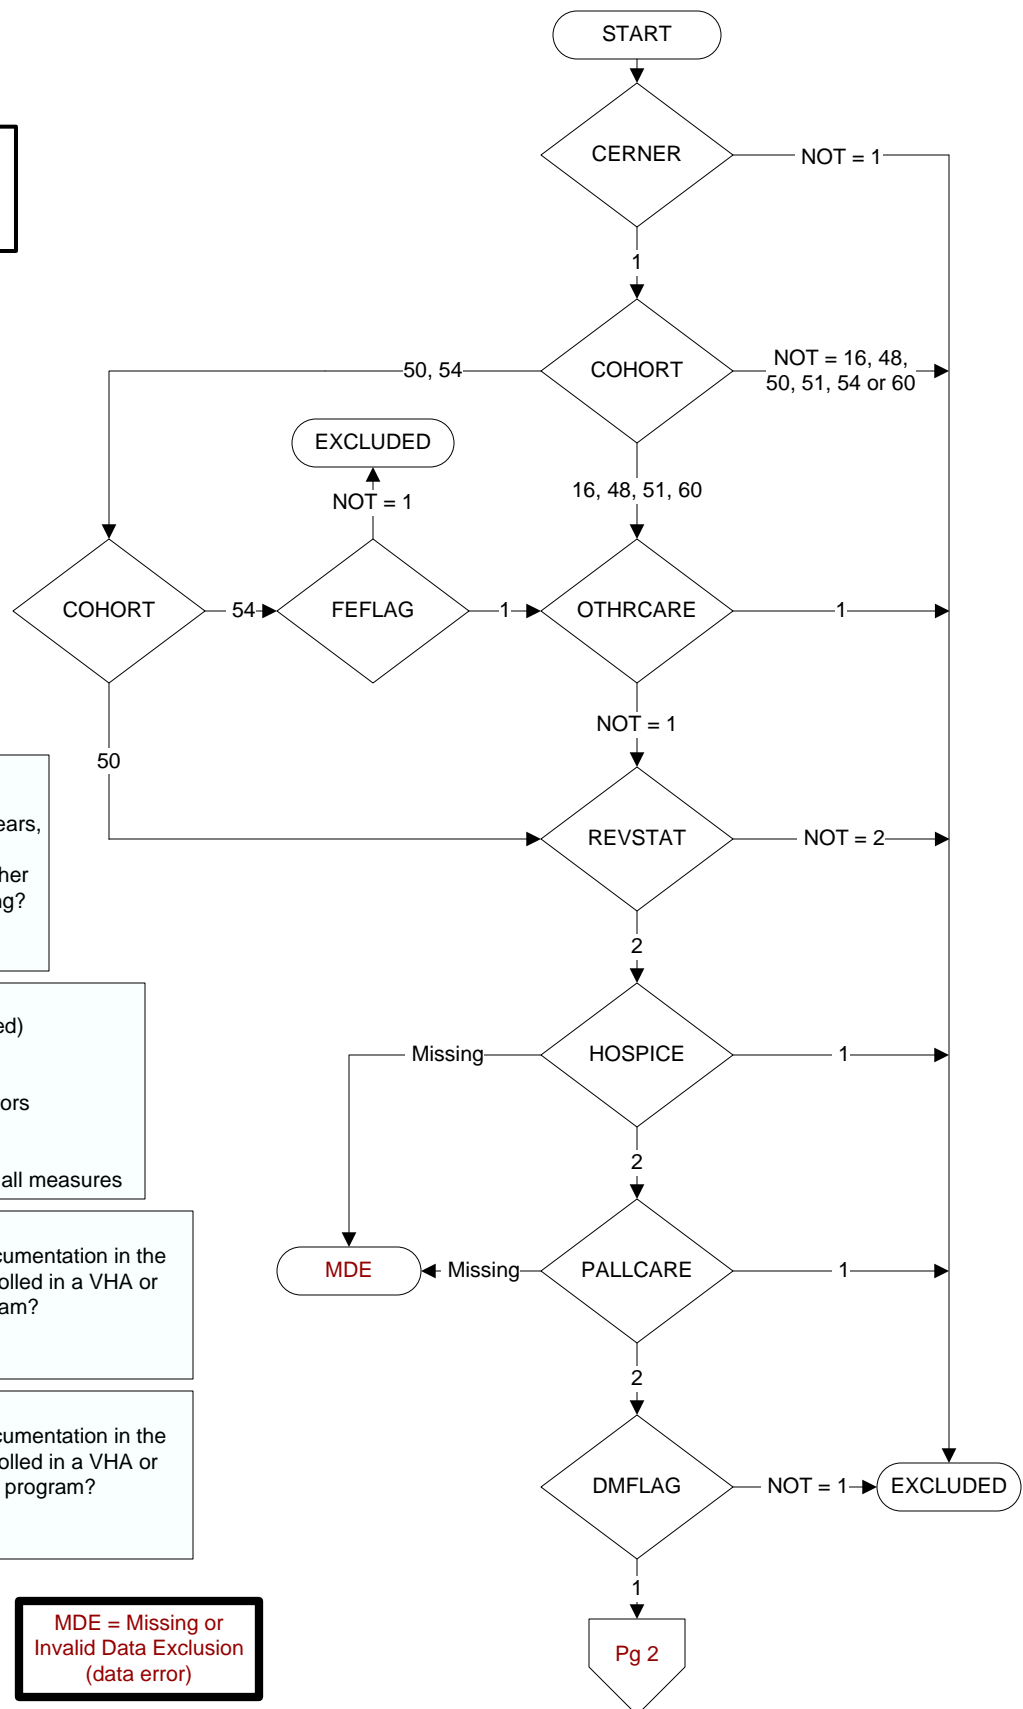 START
CERNER
NOT = 1
1
COHORT
50, 54
NOT = 16, 48,
50, 51, 54 or 60
EXCLUDED
16, 48, 51, 60
NOT = 1
COHORT
54
FEFLAG
1
OTHRCARE
1
NOT = 1
50
REVSTAT
NOT = 2
ears,
her
ng?
2
ed)
HOSPICE
Missing
1
ors
2
all measures
cumentation in the
olled in a VHA or
am?
MDE
Missing
PALLCARE
1
2
cumentation in the
olled in a VHA or
program?
DMFLAG
NOT = 1
EXCLUDED
1
MDE = Missing or
Invalid Data Exclusion
(data error)
Pg 2